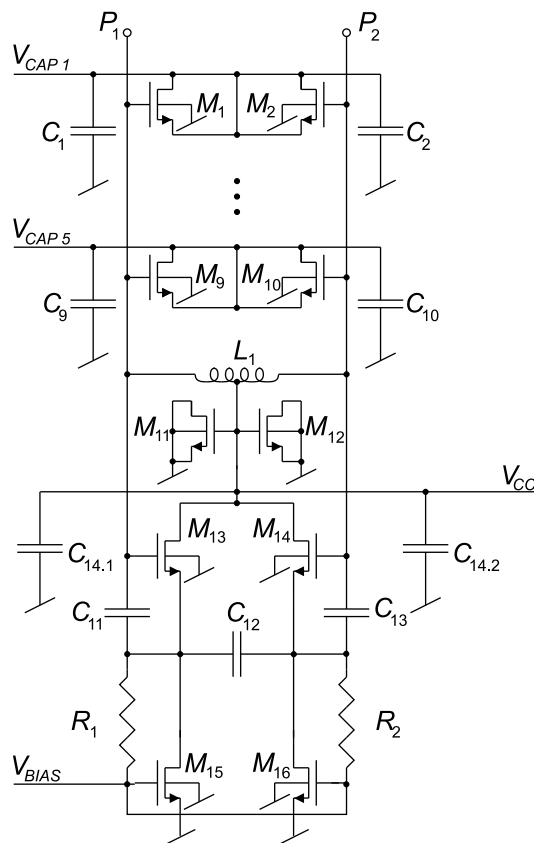 P1 P2
VCAP 1
M1 M2
C1 C2
VCAP 5
M9 M10
C9 C10
L1
M11 M12
VCC
M13 M14
C14.1 C14.2
C11 C12 C13
R1 R2
M15 M16
VBIAS